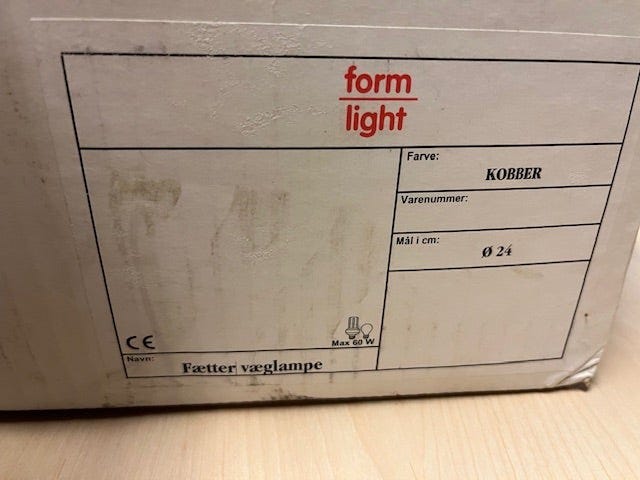 form
light
Farve:
KOBBER
Varenummer:
Mål i cm:
Ø 24
CE
Max 60 W
Navn:
Fætter væglampe